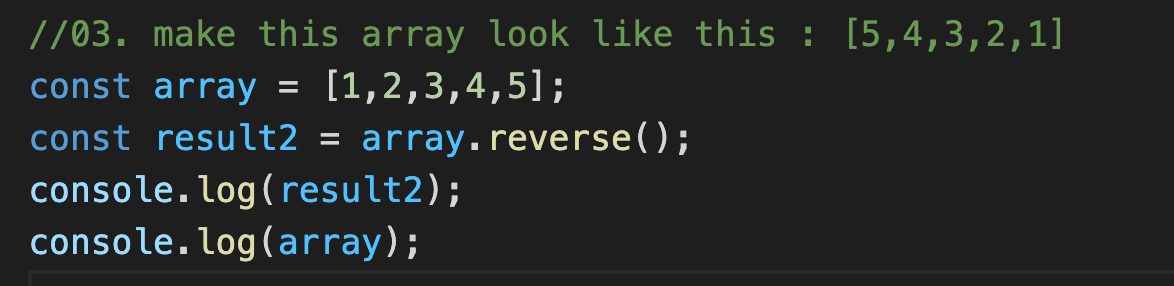 //03. make this array look like this : [5,4,3,2,1]
const array = [1,2,3,4,5];
const result2 = array.reverse();
console.log(result2);
console.log(array);